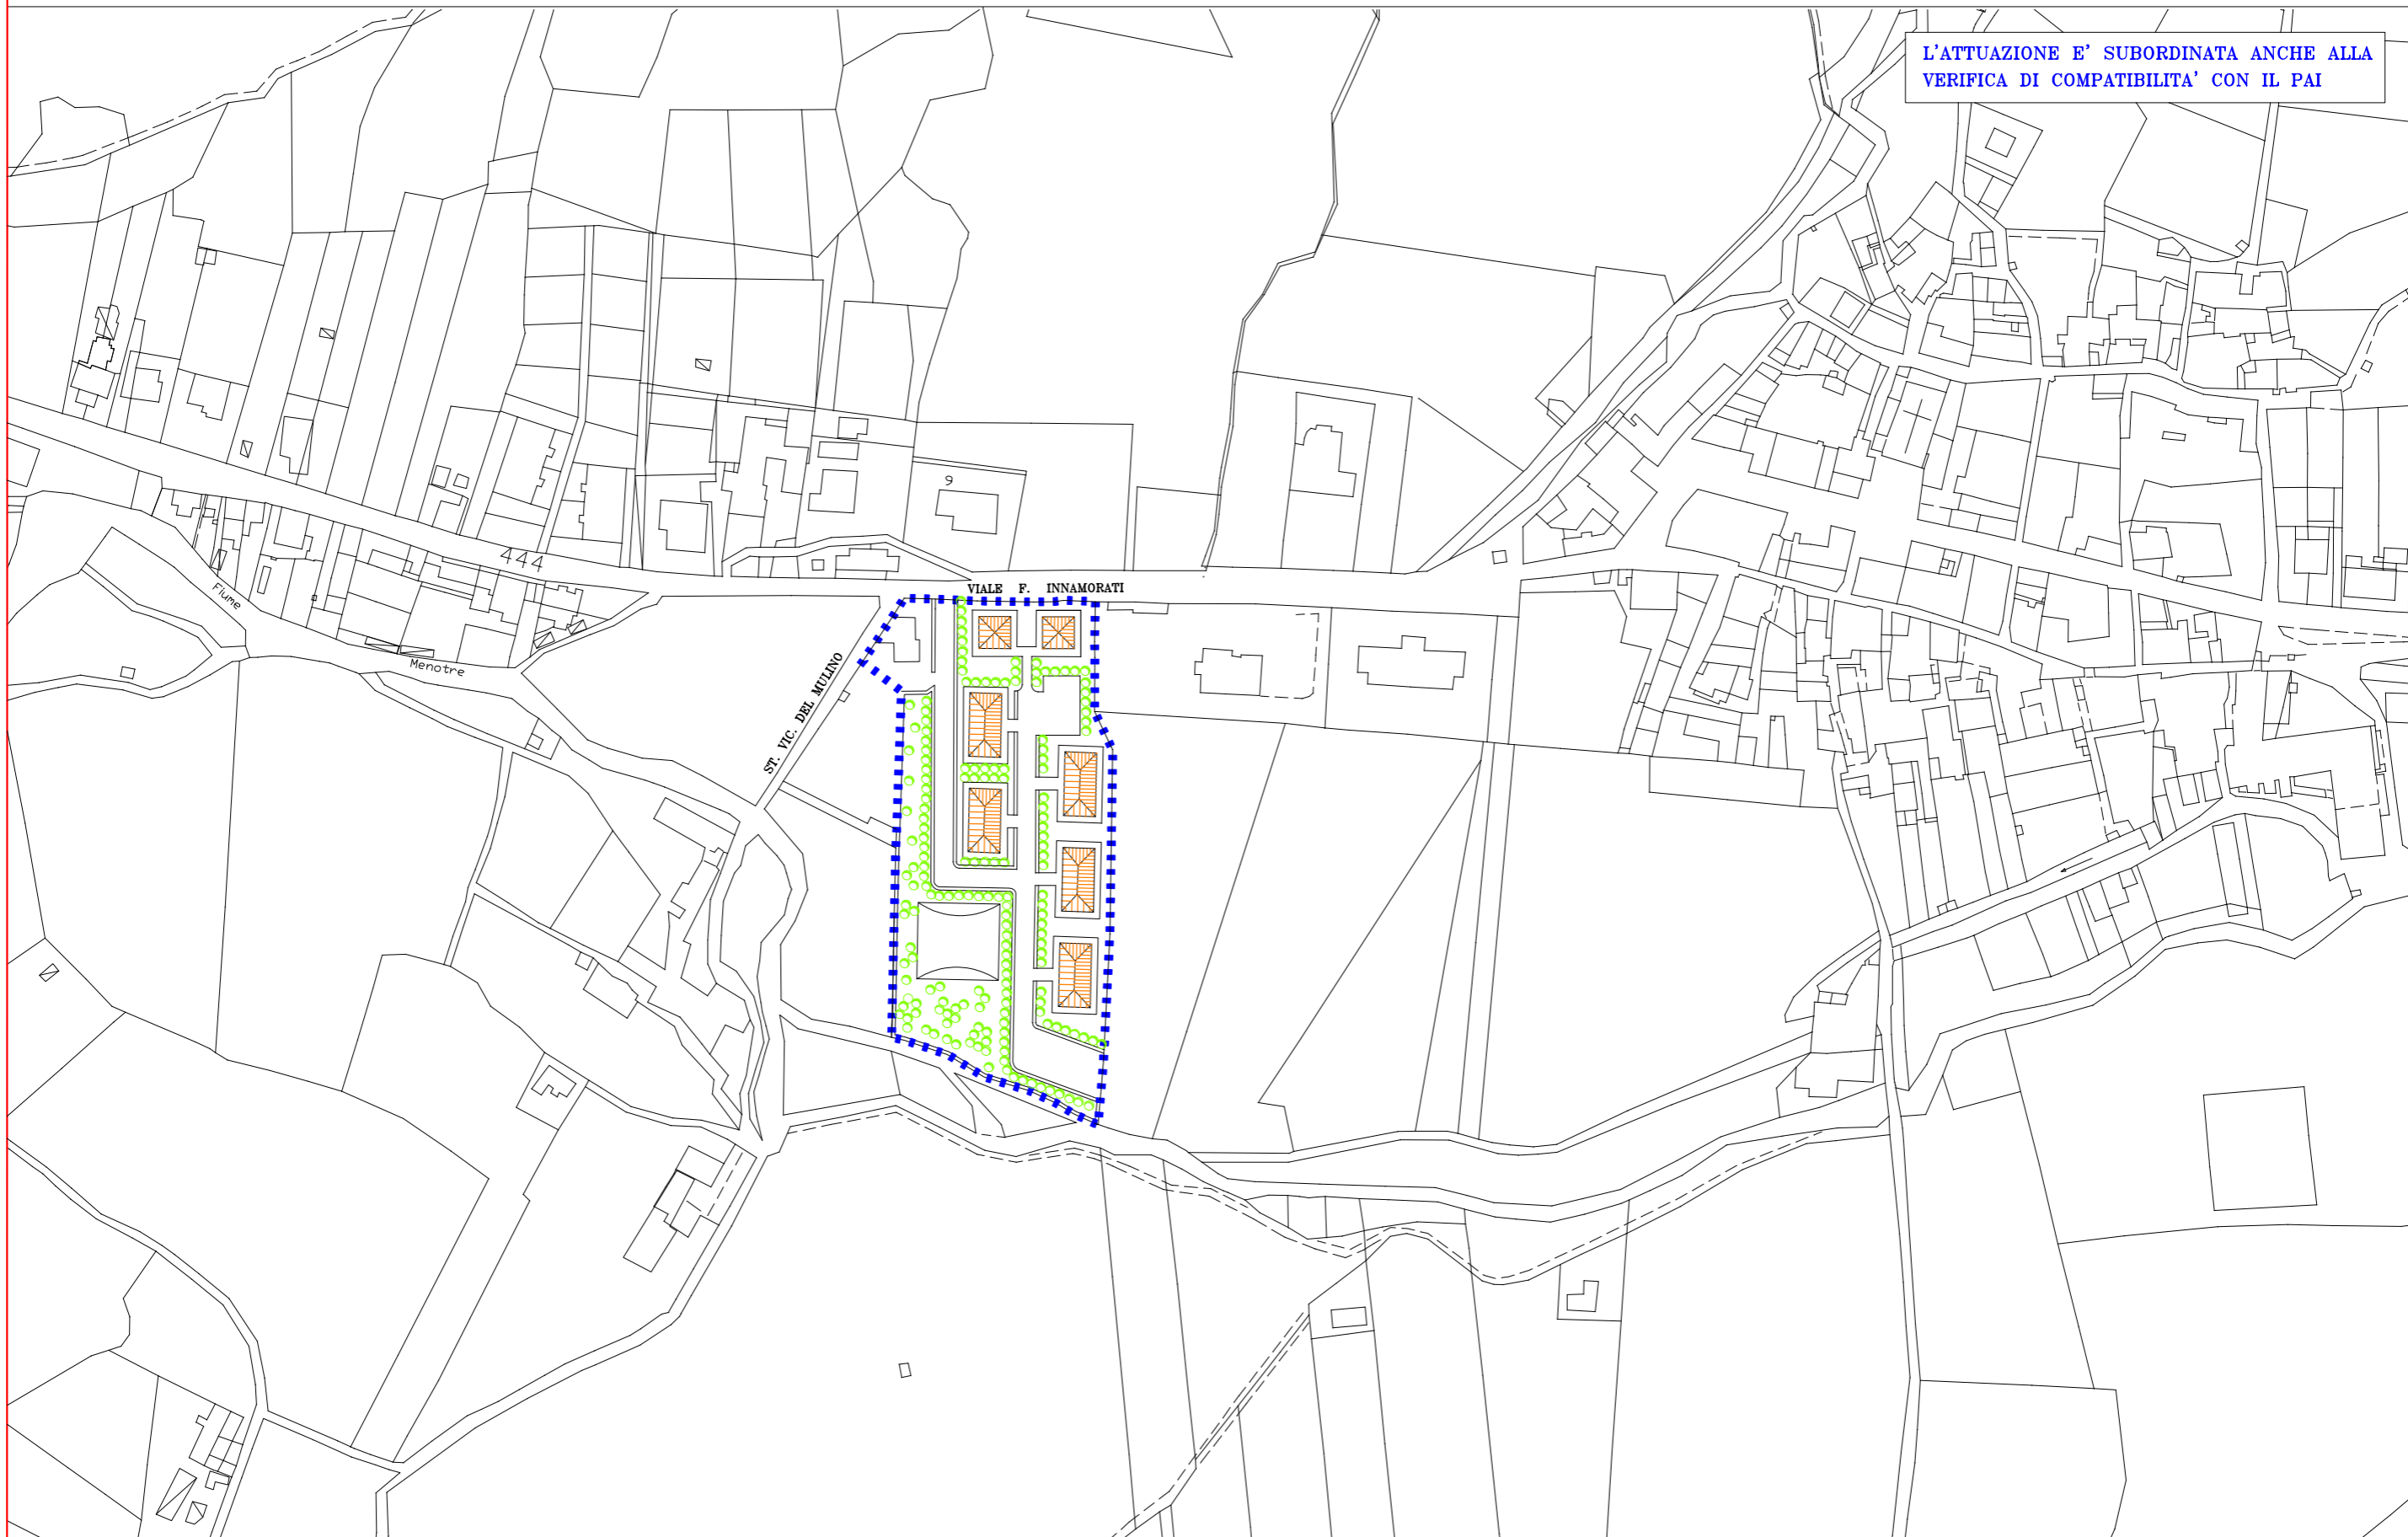 L'ATTUAZIONE E' SUBORDINATA ANCHE ALLA
VERIFICA DI COMPATIBILITA' CON IL PAI
9
444
VIALE F. INNAMORATI
Fiume
Menotre
ST. VIC. DEL MULINO